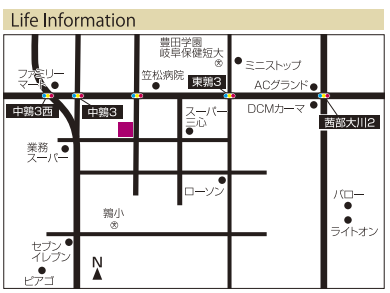 Life Information
豊田学園
岐阜保健短大
ミニストップ
ファミリー
マート
笠松病院
東鶉3
ACグランド
中鶉3西
中鶉3
スーパー
三心
DCMカーマ
茜部大川2
業務
スーパー
ローソン
鶉小
文
バロー
ライトオン
セブン
イレブン
ピアゴ
N